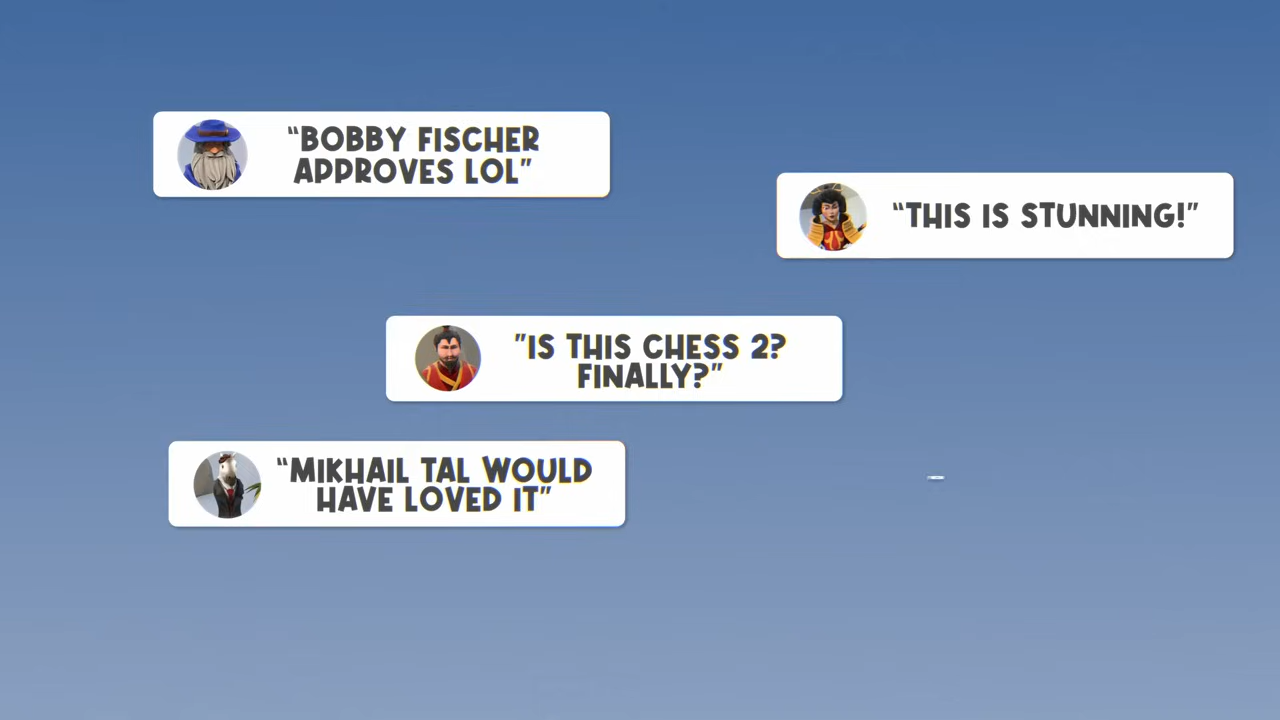 “BOBBY FISCHER
APPROVES LOL”
“THIS IS STUNNING!”
”IS THIS CHESS 2?
FINALLY?”
“MIKHAIL TAL WOULD
HAVE LOVED IT”